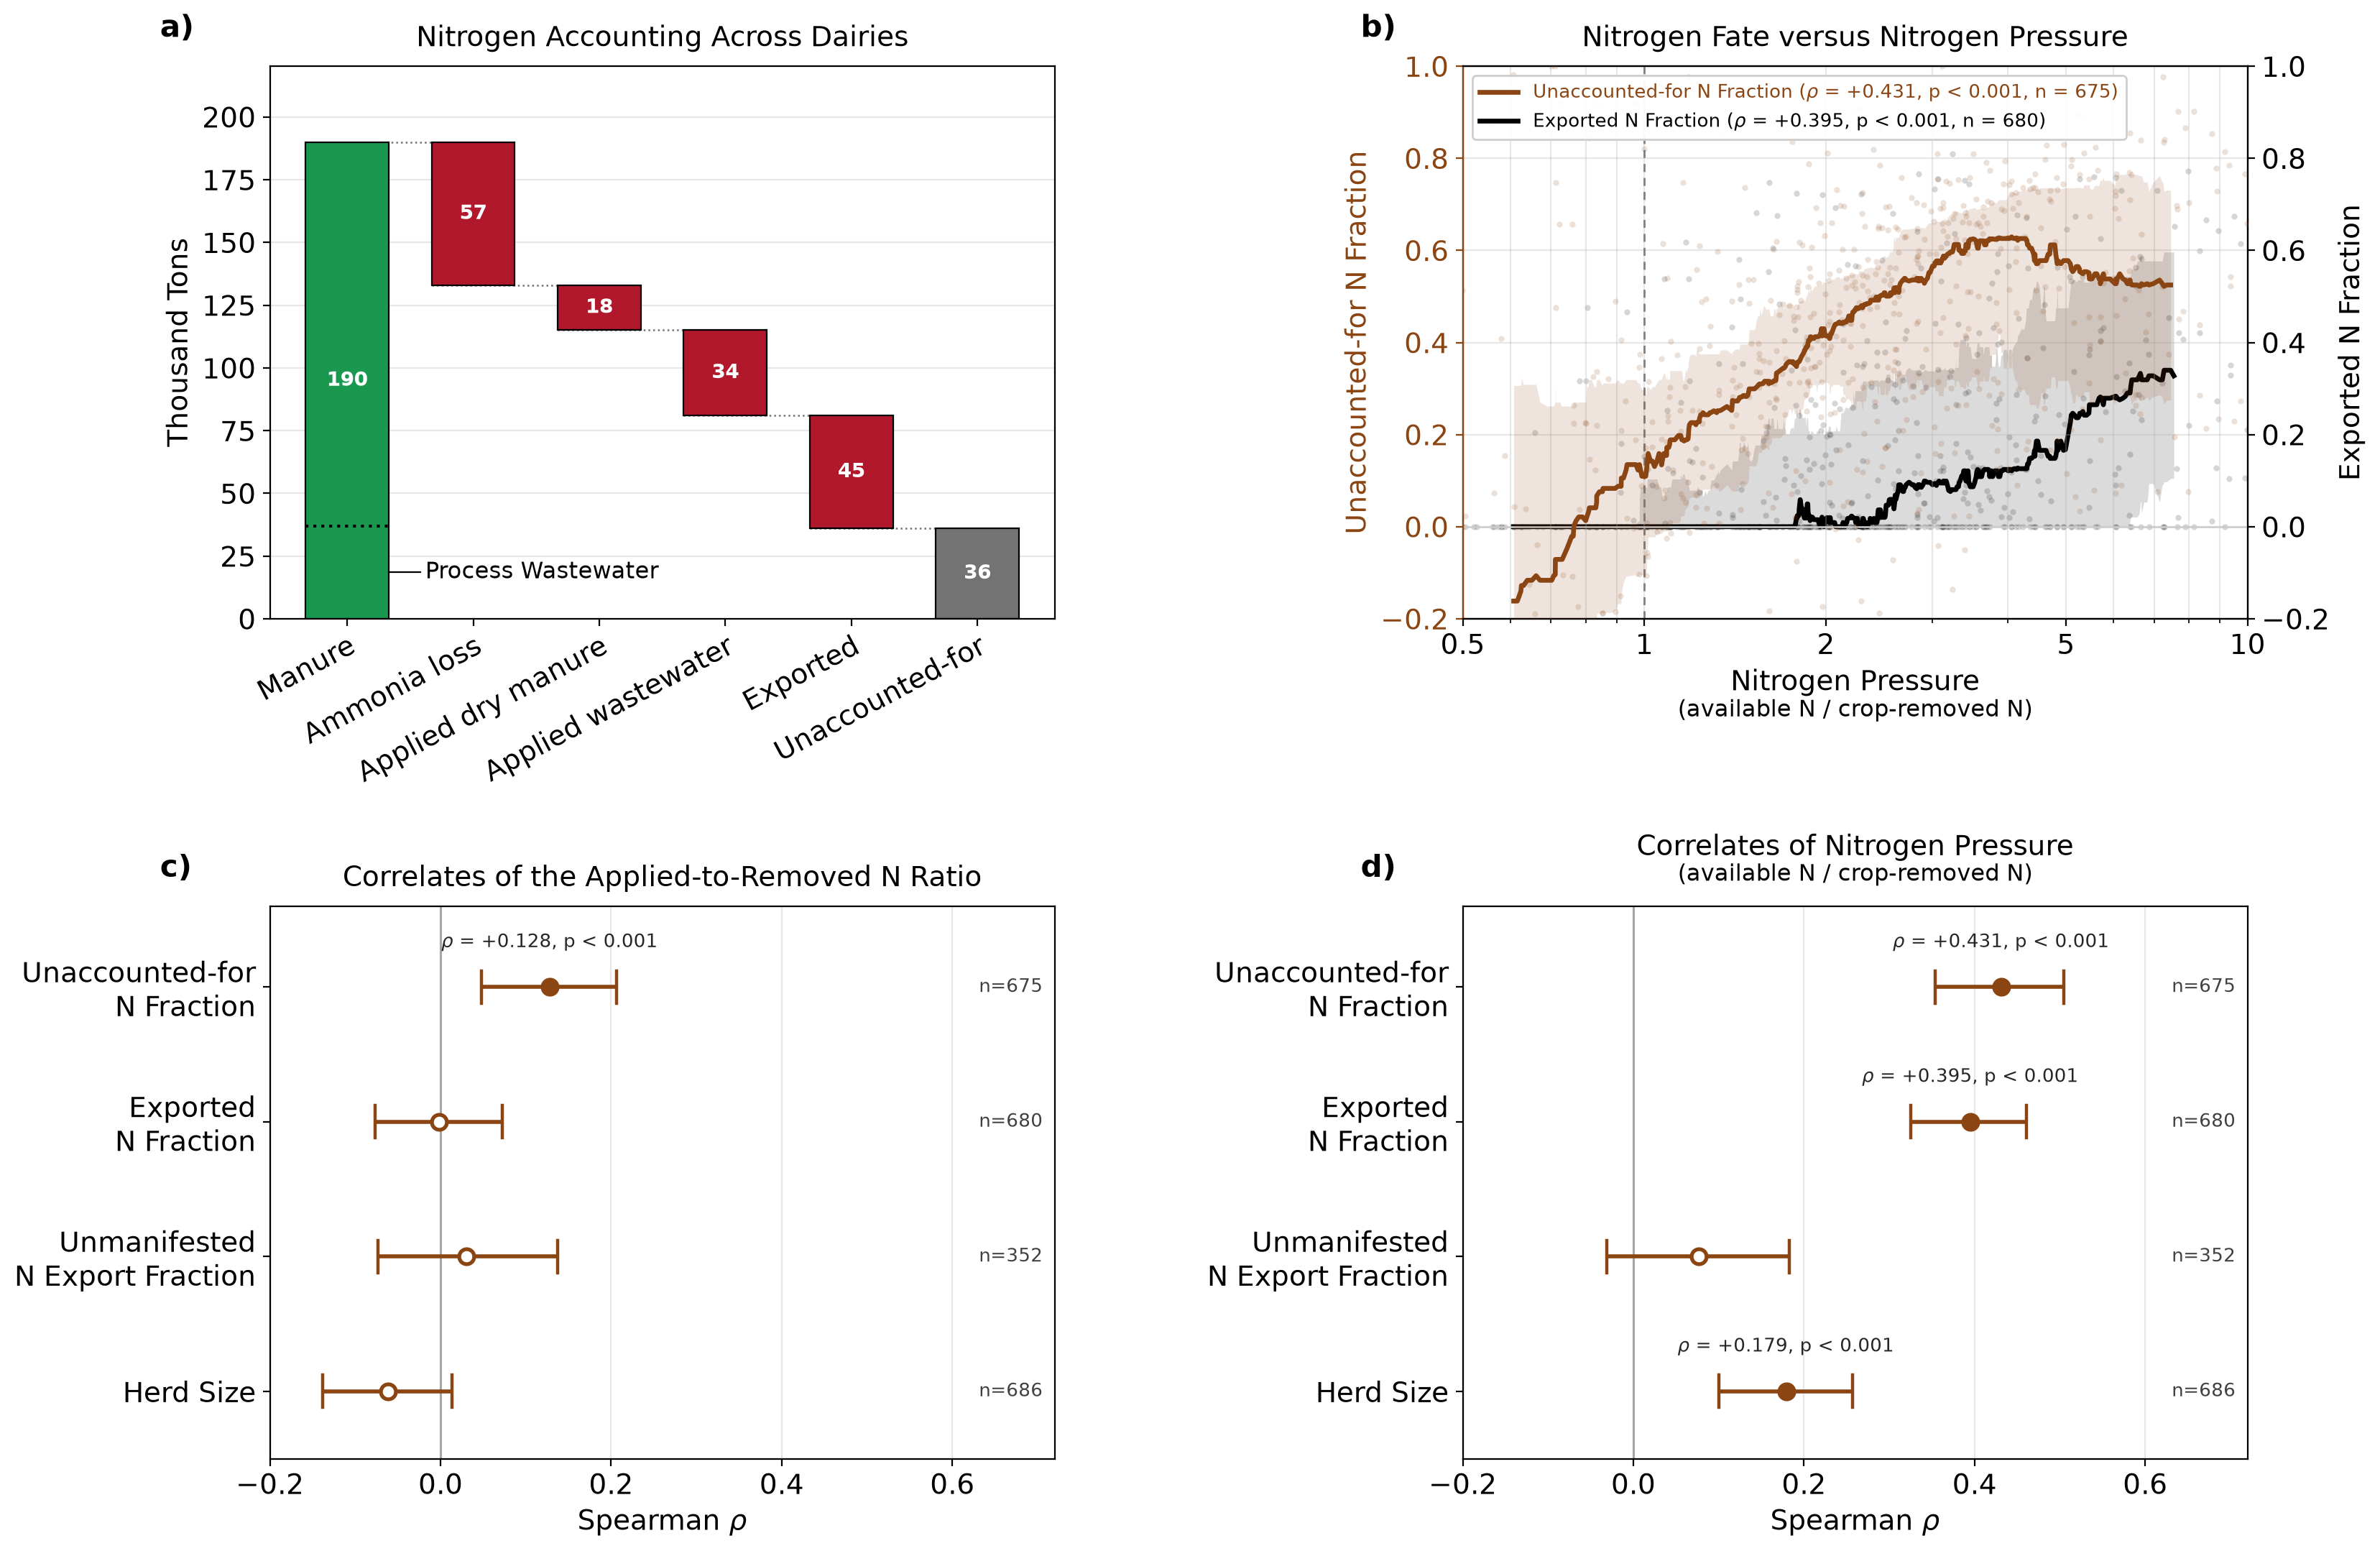 a)
Nitrogen Accounting Across Dairies
Thousand Tons
200
175
150
125
100
75
50
25
0
190
57
18
34
45
36
Process Wastewater
Manure
Ammonia loss
Applied dry manure
Applied wastewater
Exported
Unaccounted-for
b)
Nitrogen Fate versus Nitrogen Pressure
Unaccounted-for N Fraction (ρ = +0.431, p < 0.001, n = 675)
Exported N Fraction (ρ = +0.395, p < 0.001, n = 680)
Unaccounted-for N Fraction
1.0
0.8
0.6
0.4
0.2
0.0
−0.2
1.0
0.8
0.6
0.4
0.2
0.0
−0.2
Exported N Fraction
0.5
1
2
5
10
Nitrogen Pressure
(available N / crop-removed N)
c)
Correlates of the Applied-to-Removed N Ratio
Unaccounted-for
N Fraction
Exported
N Fraction
Unmanifested
N Export Fraction
Herd Size
ρ = +0.128, p < 0.001
n=675
n=680
n=352
n=686
−0.2
0.0
0.2
0.4
0.6
Spearman ρ
d)
Correlates of Nitrogen Pressure
(available N / crop-removed N)
Unaccounted-for
N Fraction
Exported
N Fraction
Unmanifested
N Export Fraction
Herd Size
ρ = +0.431, p < 0.001
n=675
ρ = +0.395, p < 0.001
n=680
n=352
ρ = +0.179, p < 0.001
n=686
−0.2
0.0
0.2
0.4
0.6
Spearman ρ